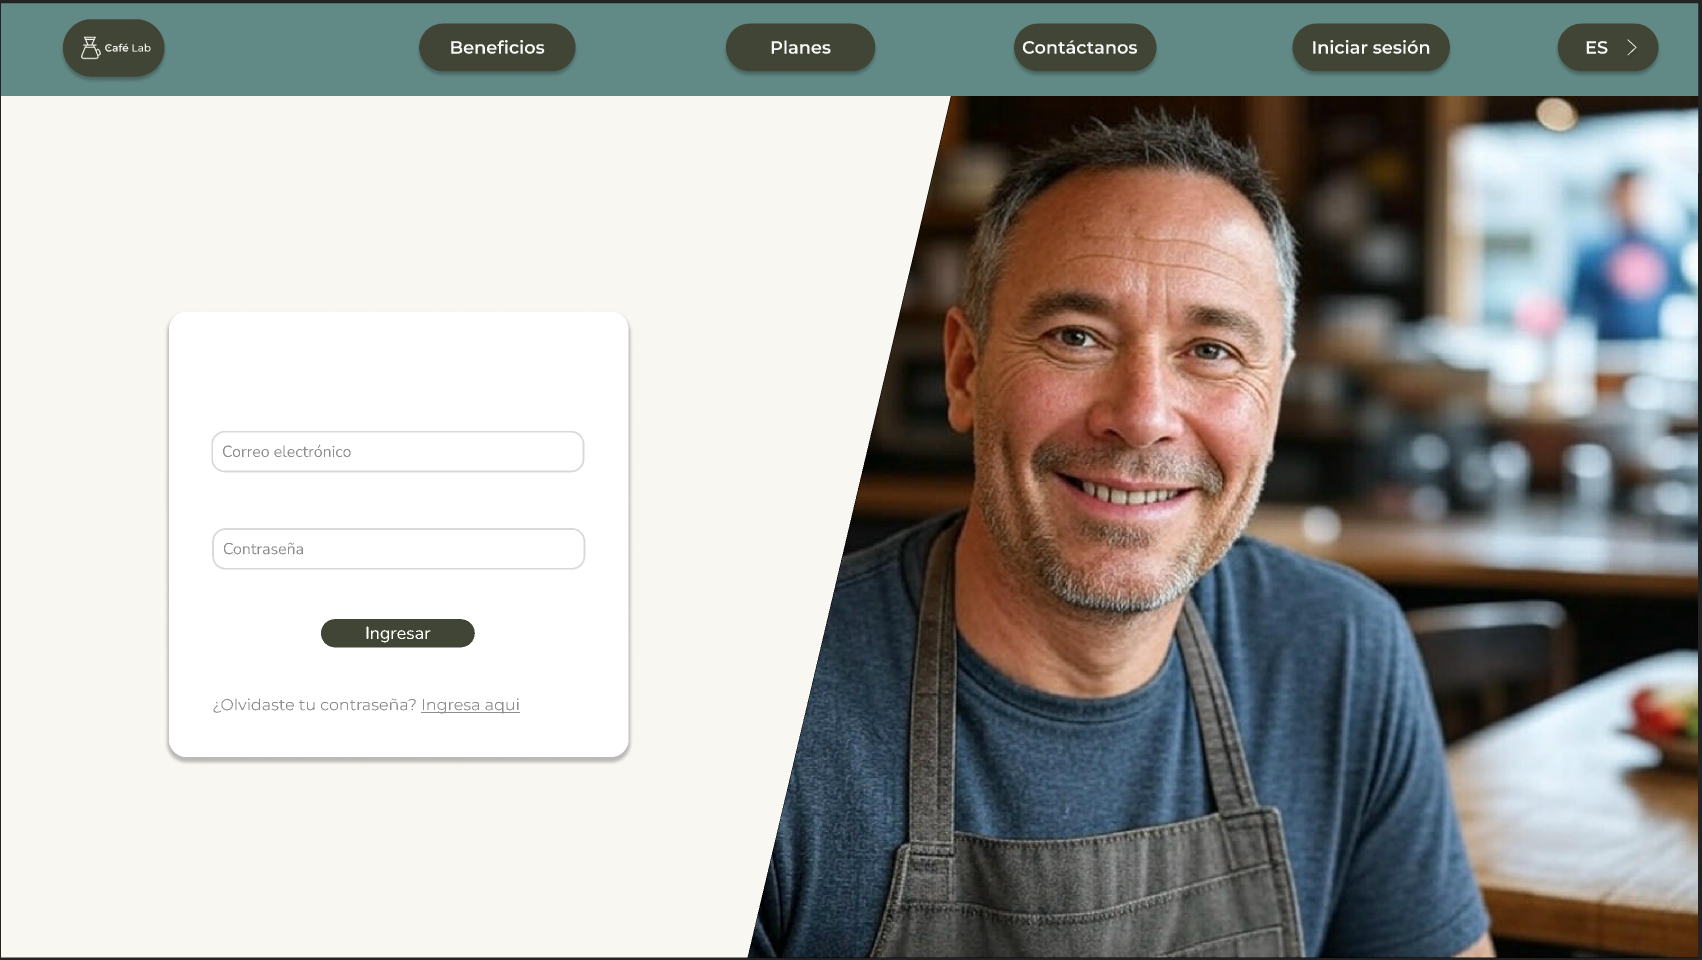 Café Lab
Beneficios
Planes
Contáctanos
Iniciar sesión
ES
Correo electrónico
Contraseña
Ingresar
¿Olvidaste tu contraseña? Ingresa aqui